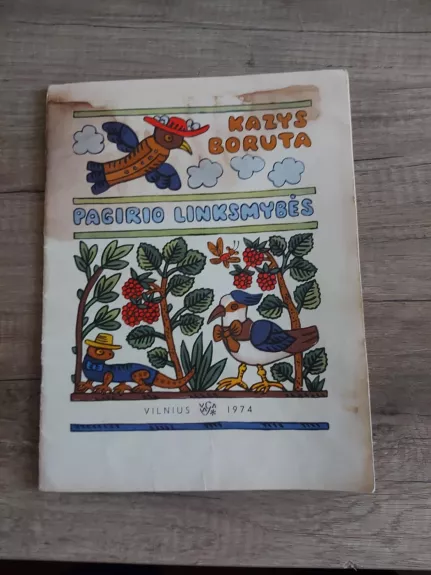 KAZYS
BORUTA
PAGIRIO LINKSMYBĖS
VILNIUS 1974